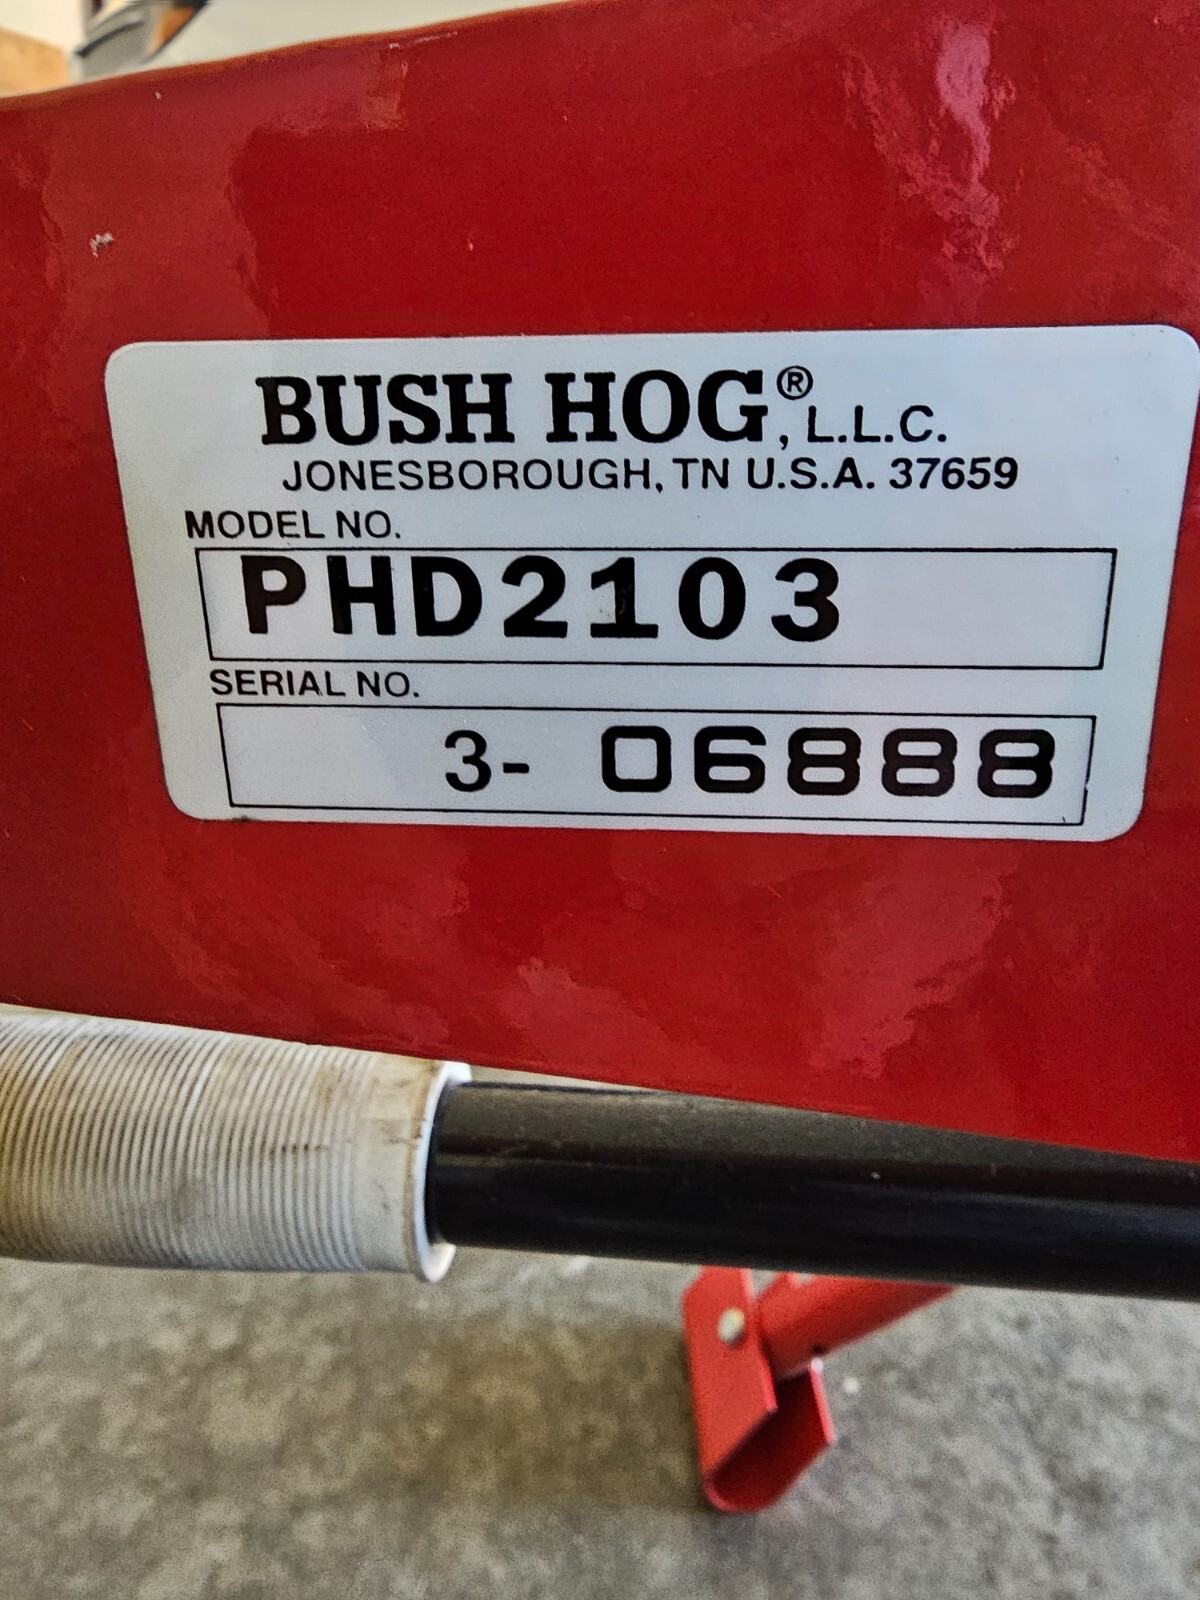 BUSH HOG®, L.L.C.
JONESBOROUGH, TN U.S.A. 37659
MODEL NO.
PHD2103
SERIAL NO.
3- 06888